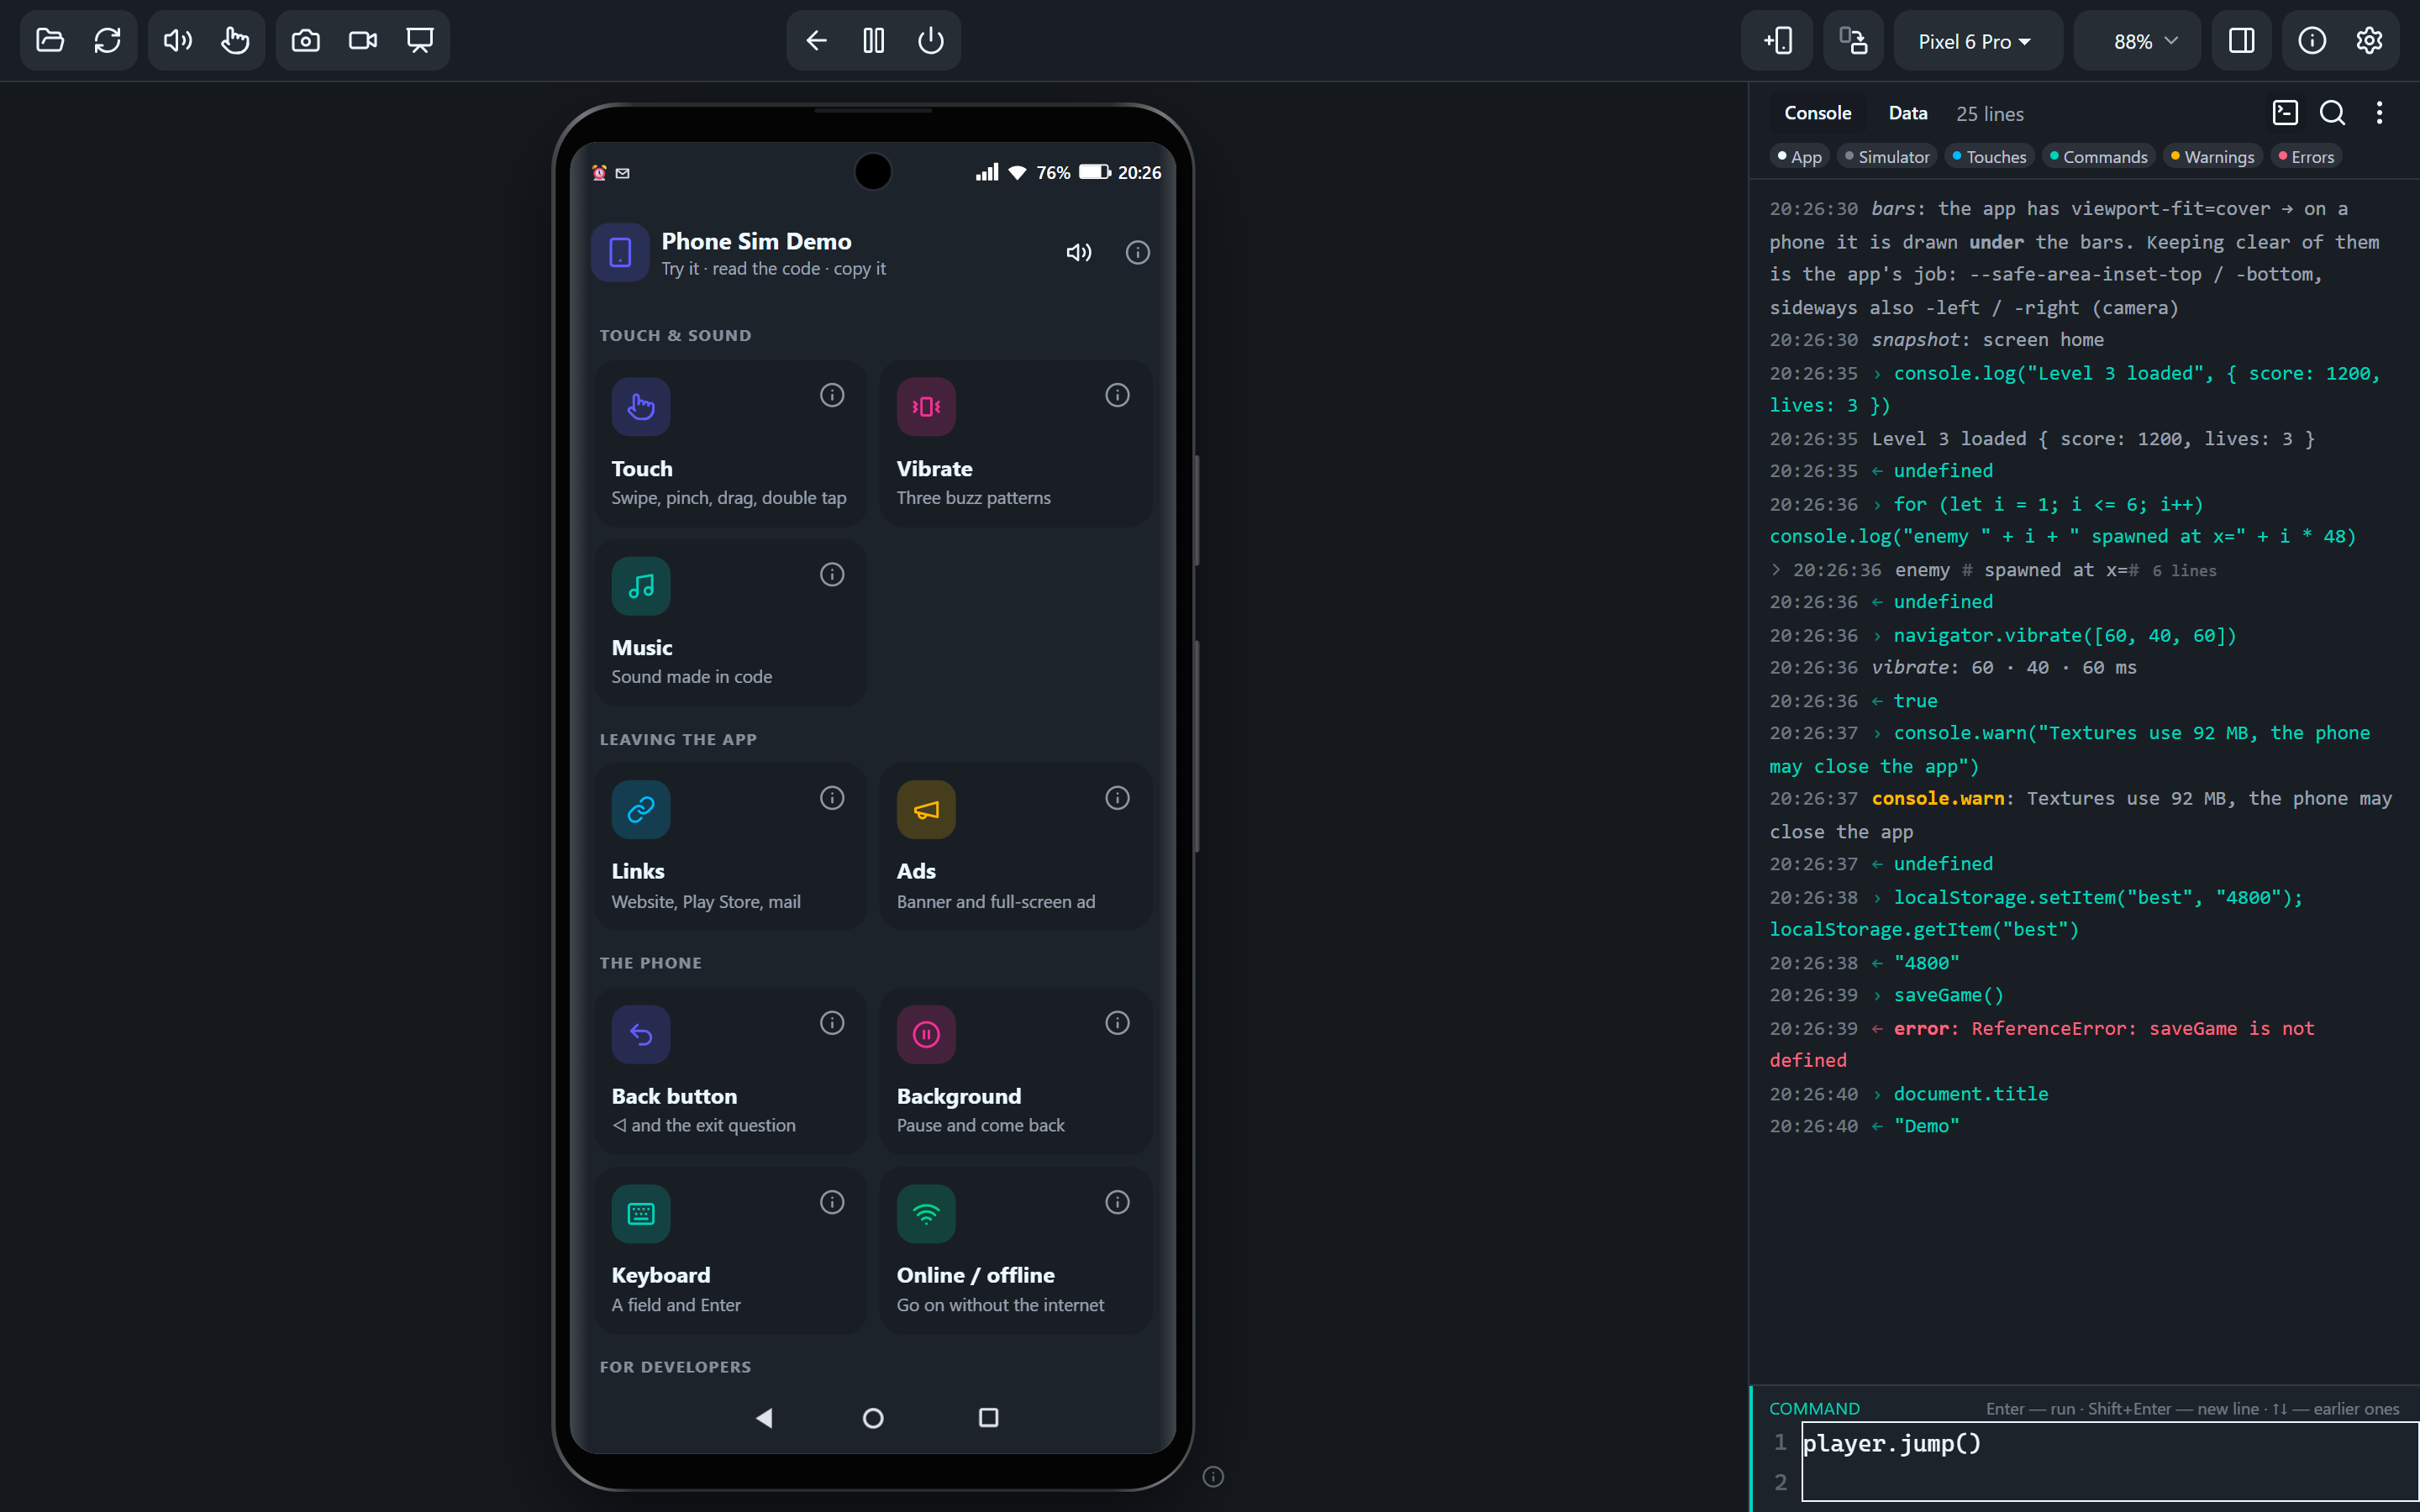 Pixel 6 Pro
88%
76% 20:26
Phone Sim Demo
Try it · read the code · copy it
TOUCH & SOUND
Touch
Swipe, pinch, drag, double tap
Vibrate
Three buzz patterns
Music
Sound made in code
LEAVING THE APP
Links
Website, Play Store, mail
Ads
Banner and full-screen ad
THE PHONE
Back button
◁ and the exit question
Background
Pause and come back
Keyboard
A field and Enter
Online / offline
Go on without the internet
FOR DEVELOPERS
Console Data 25 lines
App Simulator Touches Commands Warnings Errors
20:26:30 bars: the app has viewport-fit=cover → on a
phone it is drawn under the bars. Keeping clear of them
is the app's job: --safe-area-inset-top / -bottom,
sideways also -left / -right (camera)
20:26:30 snapshot: screen home
20:26:35 › console.log("Level 3 loaded", { score: 1200,
lives: 3 })
20:26:35 Level 3 loaded { score: 1200, lives: 3 }
20:26:35 ← undefined
20:26:36 › for (let i = 1; i <= 6; i++)
console.log("enemy " + i + " spawned at x=" + i * 48)
> 20:26:36 enemy # spawned at x=# 6 lines
20:26:36 ← undefined
20:26:36 › navigator.vibrate([60, 40, 60])
20:26:36 vibrate: 60 · 40 · 60 ms
20:26:36 ← true
20:26:37 › console.warn("Textures use 92 MB, the phone
may close the app")
20:26:37 console.warn: Textures use 92 MB, the phone may
close the app
20:26:37 ← undefined
20:26:38 › localStorage.setItem("best", "4800");
localStorage.getItem("best")
20:26:38 ← "4800"
20:26:39 › saveGame()
20:26:39 ← error: ReferenceError: saveGame is not
defined
20:26:40 › document.title
20:26:40 ← "Demo"
COMMAND Enter — run · Shift+Enter — new line · ↑↓ — earlier ones
1 player.jump()
2